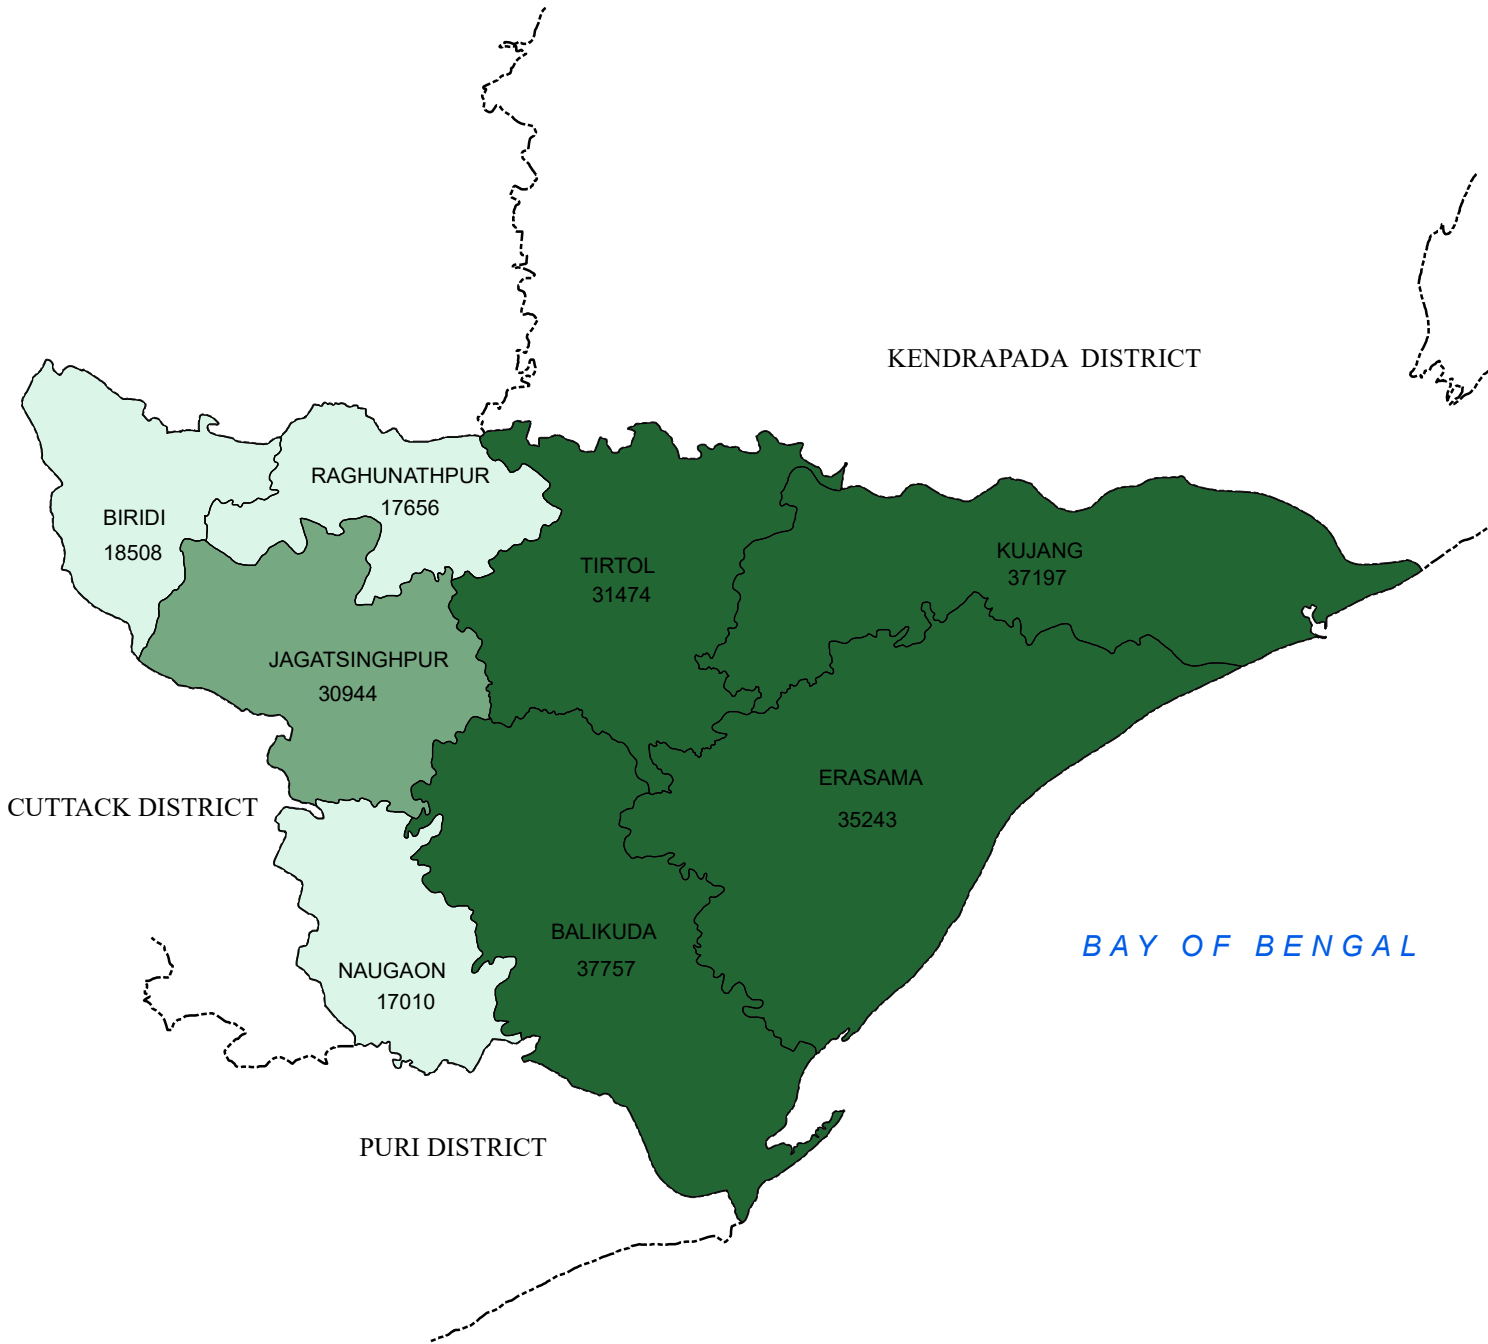 KENDRAPADA DISTRICT
RAGHUNATHPUR
17656
BIRIDI
18508
KUJANG
37197
TIRTOL
31474
JAGATSINGHPUR
30944
ERASAMA
35243
CUTTACK DISTRICT
BALIKUDA
37757
BAY OF BENGAL
NAUGAON
17010
PURI DISTRICT